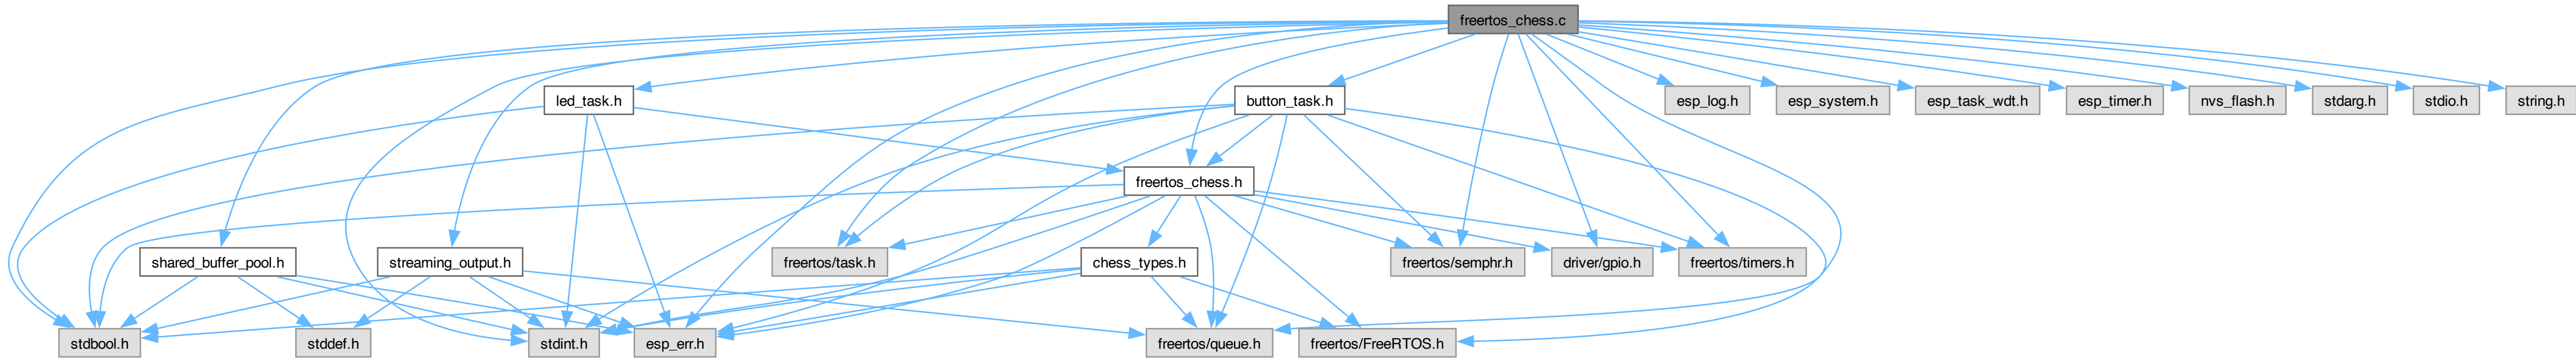 freertos_chess.c
led_task.h
button_task.h
esp_log.h
esp_system.h
esp_task_wdt.h
esp_timer.h
nvs_flash.h
stdarg.h
stdio.h
string.h
freertos_chess.h
shared_buffer_pool.h
streaming_output.h
freertos/task.h
chess_types.h
freertos/semphr.h
driver/gpio.h
freertos/timers.h
stdbool.h
stddef.h
stdint.h
esp_err.h
freertos/queue.h
freertos/FreeRTOS.h